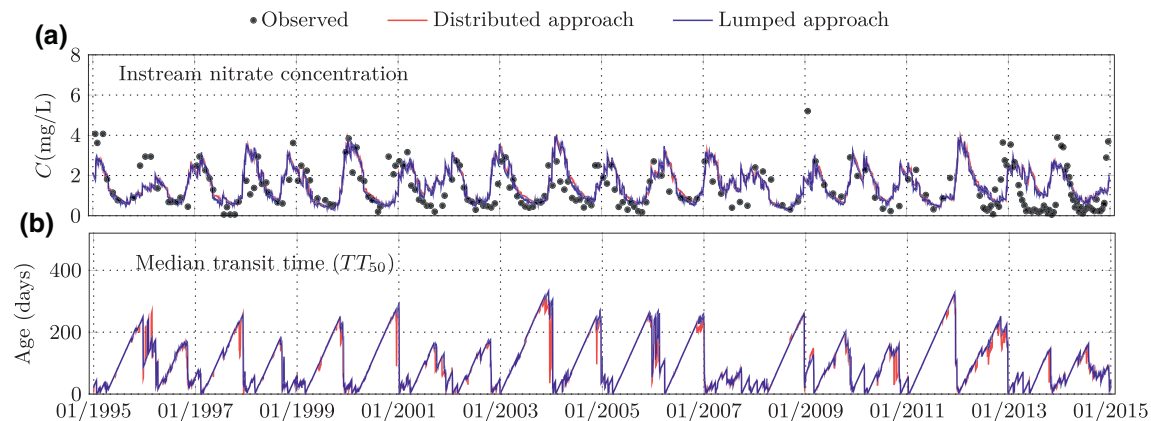 Observed Distributed approach Lumped approach
(a)
8
Instream nitrate concentration
6
C(mg/L)
4
2
0
(b)
Median transit time (TT50)
400
Age (days)
200
0
01/1995 01/1997 01/1999 01/2001 01/2003 01/2005 01/2007 01/2009 01/2011 01/2013 01/2015